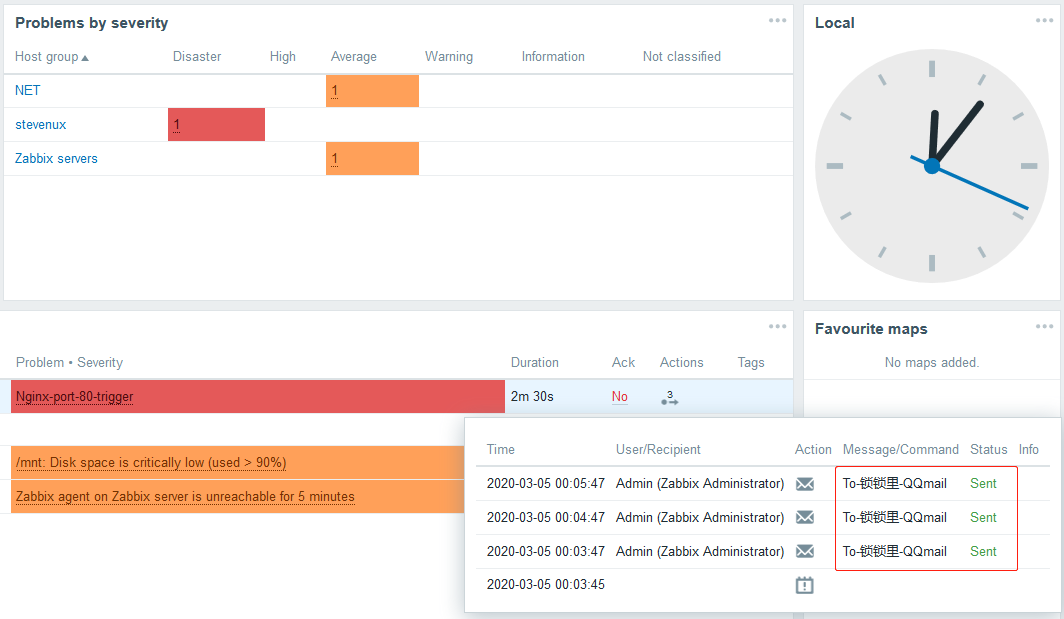 Problems by severity
Host group Disaster High Average Warning Information Not classified
NET 1
stevenux 1
Zabbix servers 1
Local
Problem • Severity Duration Ack Actions Tags
Nginx-port-80-trigger 2m 30s No 3
/mnt: Disk space is critically low (used > 90%)
Zabbix agent on Zabbix server is unreachable for 5 minutes
Favourite maps
No maps added.
Time User/Recipient Action Message/Command Status Info
2020-03-05 00:05:47 Admin (Zabbix Administrator) To-锁锁里-QQmail Sent
2020-03-05 00:04:47 Admin (Zabbix Administrator) To-锁锁里-QQmail Sent
2020-03-05 00:03:47 Admin (Zabbix Administrator) To-锁锁里-QQmail Sent
2020-03-05 00:03:45